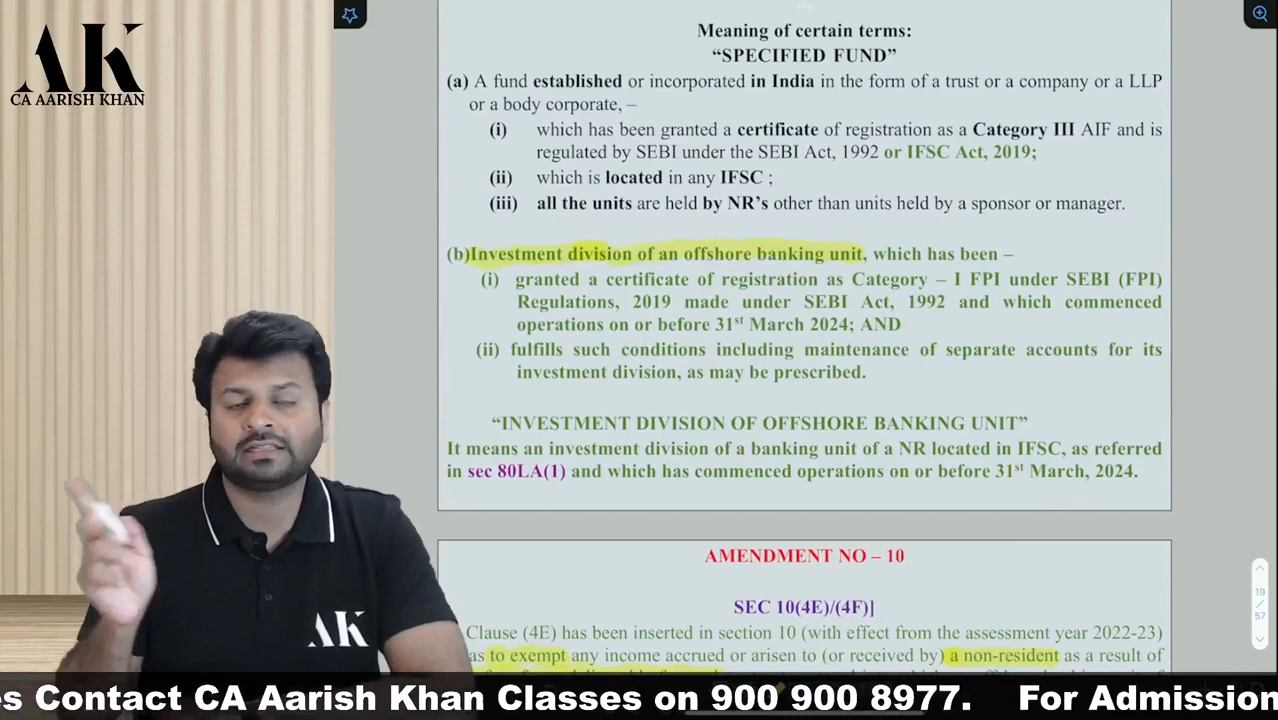 AK
CA AARISH KHAN
Meaning of certain terms:
“SPECIFIED FUND”
(a) A fund established or incorporated in India in the form of a trust or a company or a LLP
or a body corporate, –
(i) which has been granted a certificate of registration as a Category III AIF and is
regulated by SEBI under the SEBI Act, 1992 or IFSC Act, 2019;
(ii) which is located in any IFSC ;
(iii) all the units are held by NR’s other than units held by a sponsor or manager.
(b)Investment division of an offshore banking unit, which has been –
(i) granted a certificate of registration as Category – I FPI under SEBI (FPI)
Regulations, 2019 made under SEBI Act, 1992 and which commenced
operations on or before 31st March 2024; AND
(ii) fulfills such conditions including maintenance of separate accounts for its
investment division, as may be prescribed.
“INVESTMENT DIVISION OF OFFSHORE BANKING UNIT”
It means an investment division of a banking unit of a NR located in IFSC, as referred
in sec 80LA(1) and which has commenced operations on or before 31st March, 2024.
AMENDMENT NO – 10
SEC 10(4E)/(4F)]
Clause (4E) has been inserted in section 10 (with effect from the assessment year 2022-23)
as to exempt any income accrued or arisen to (or received by) a non-resident as a result of
19
57
AK
es Contact CA Aarish Khan Classes on 900 900 8977. For Admission